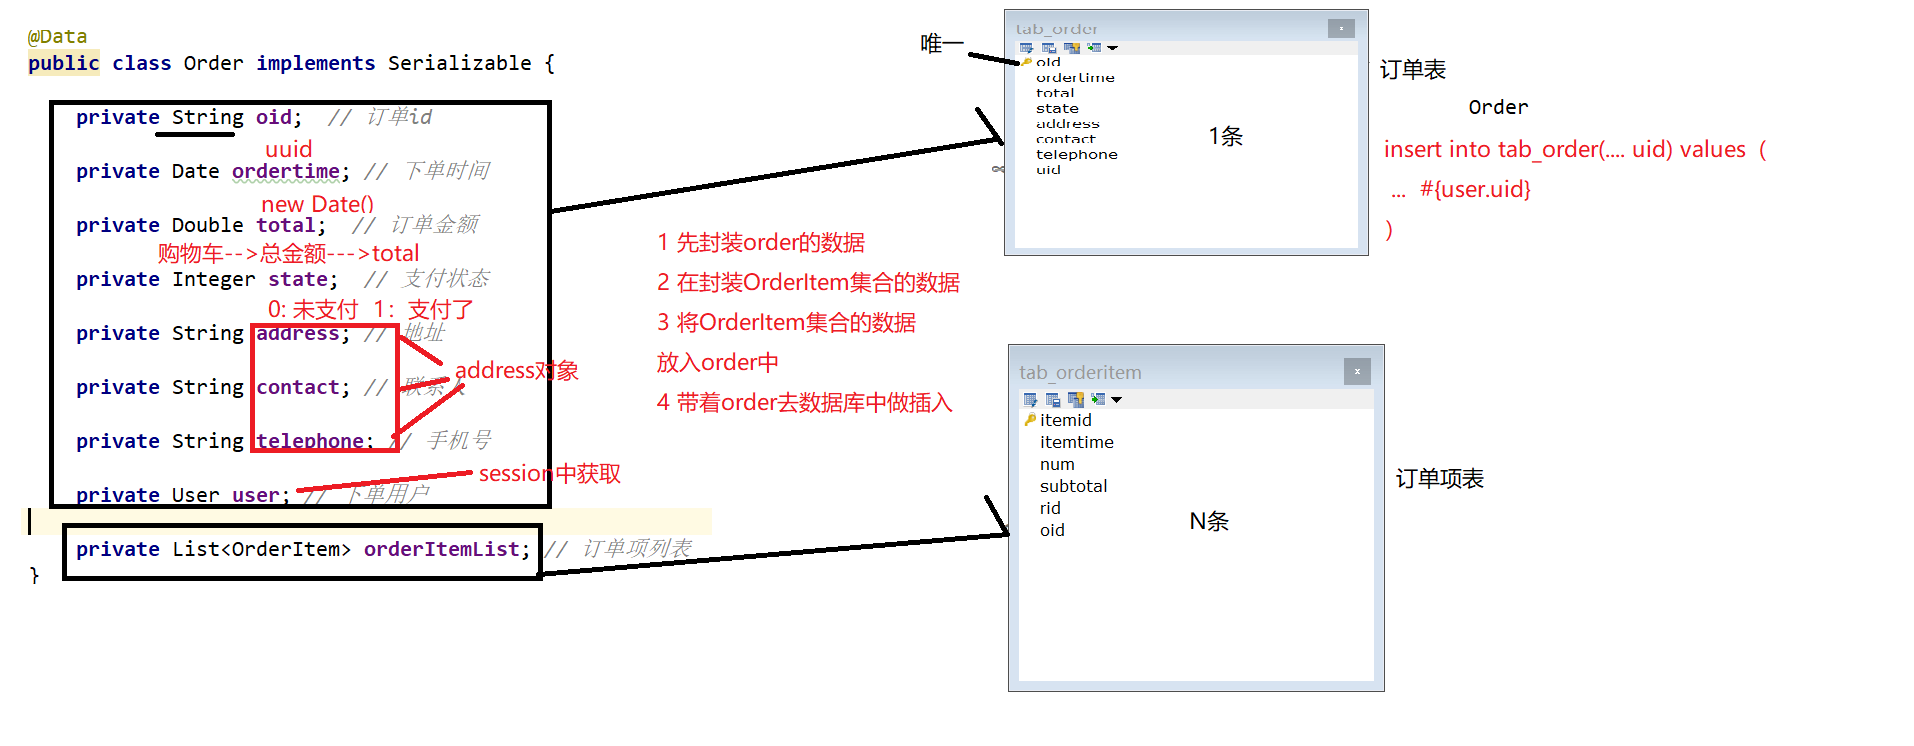 @Data
public class Order implements Serializable {
private String oid; // 订单id
uuid
private Date ordertime; // 下单时间
new Date()
private Double total; // 订单金额
购物车-->总金额--->total
private Integer state; // 支付状态
0: 未支付 1：支付了
private String address; // 地址
address对象
private String contact; // 联系人
private String telephone; // 手机号
session中获取
private User user; // 下单用户
private List<OrderItem> orderItemList; // 订单项列表
}
1 先封装order的数据
2 在封装OrderItem集合的数据
3 将OrderItem集合的数据
放入order中
4 带着order去数据库中做插入
唯一
tab_order
oid
ordertime
total
state
address
contact
telephone
uid
1条
订单表
Order
insert into tab_order(.... uid) values（
... #{user.uid}
）
tab_orderitem
itemid
itemtime
num
subtotal
rid
oid
N条
订单项表